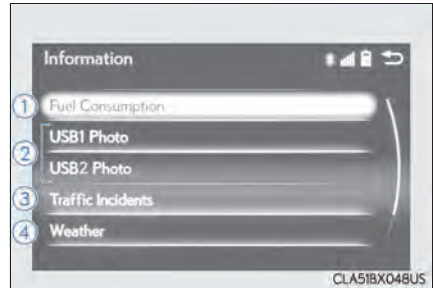 Information
1 Fuel Consumption
2 USB1 Photo
USB2 Photo
3 Traffic Incidents
4 Weather
CLA51BX048US